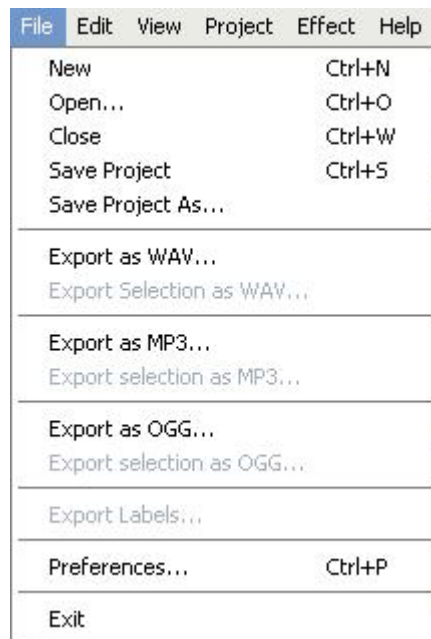 File Edit View Project Effect Help
New Ctrl+N
Open... Ctrl+O
Close Ctrl+W
Save Project Ctrl+S
Save Project As...
Export as WAV...
Export Selection as WAV...
Export as MP3...
Export selection as MP3...
Export as OGG...
Export selection as OGG...
Export Labels...
Preferences... Ctrl+P
Exit